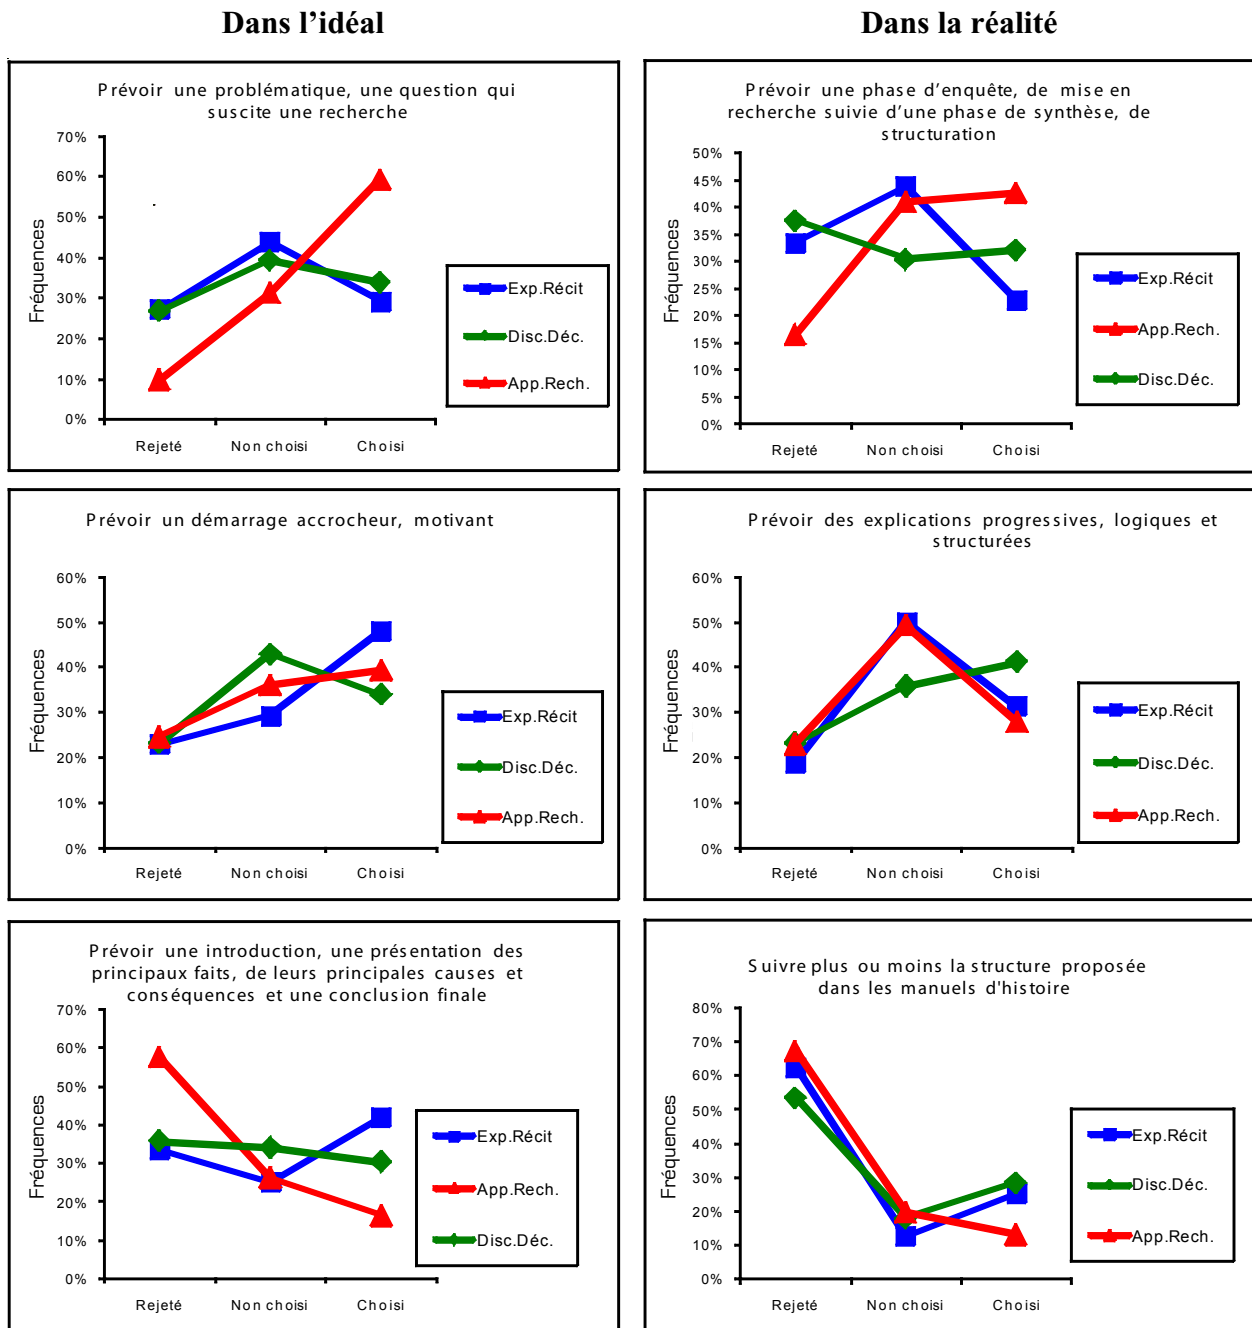 Dans l’idéal
Dans la réalité
Prévoir une problématique, une question qui
suscite une recherche
70%
60%
50%
40%
30%
20%
10%
0%
Fréquences
Rejeté Non choisi Choisi
Exp.Récit
Disc.Déc.
App.Rech.
Prévoir une phase d’enquête, de mise en
recherche suivie d’une phase de synthèse, de
structuration
50%
45%
40%
35%
30%
25%
20%
15%
10%
5%
0%
Fréquences
Rejeté Non choisi Choisi
Exp.Récit
App.Rech.
Disc.Déc.
Prévoir un démarrage accrocheur, motivant
60%
50%
40%
30%
20%
10%
0%
Fréquences
Rejeté Non choisi Choisi
Exp.Récit
Disc.Déc.
App.Rech.
Prévoir des explications progressives, logiques et
structurées
60%
50%
40%
30%
20%
10%
0%
Fréquences
Rejeté Non choisi Choisi
Exp.Récit
Disc.Déc.
App.Rech.
Prévoir une introduction, une présentation des
principaux faits, de leurs principales causes et
conséquences et une conclusion finale
70%
60%
50%
40%
30%
20%
10%
0%
Fréquences
Rejeté Non choisi Choisi
Exp.Récit
App.Rech.
Disc.Déc.
Suivre plus ou moins la structure proposée
dans les manuels d'histoire
80%
70%
60%
50%
40%
30%
20%
10%
0%
Fréquences
Rejeté Non choisi Choisi
Exp.Récit
Disc.Déc.
App.Rech.